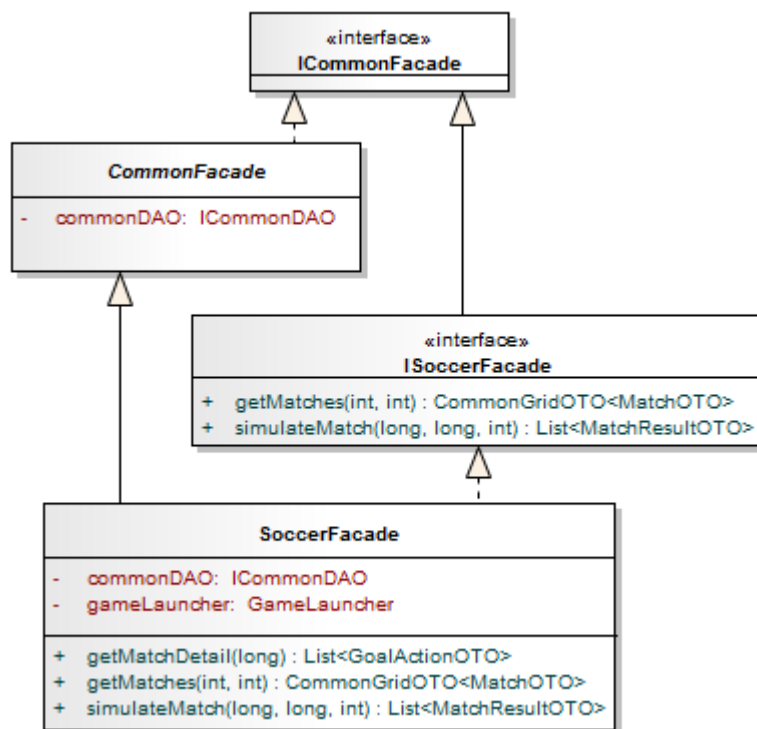 «interface»
ICommonFacade
CommonFacade
- commonDAO: ICommonDAO
«interface»
ISoccerFacade
+ getMatches(int, int) : CommonGridOTO<MatchOTO>
+ simulateMatch(long, long, int) : List<MatchResultOTO>
SoccerFacade
- commonDAO: ICommonDAO
- gameLauncher: GameLauncher
+ getMatchDetail(long) : List<GoalActionOTO>
+ getMatches(int, int) : CommonGridOTO<MatchOTO>
+ simulateMatch(long, long, int) : List<MatchResultOTO>